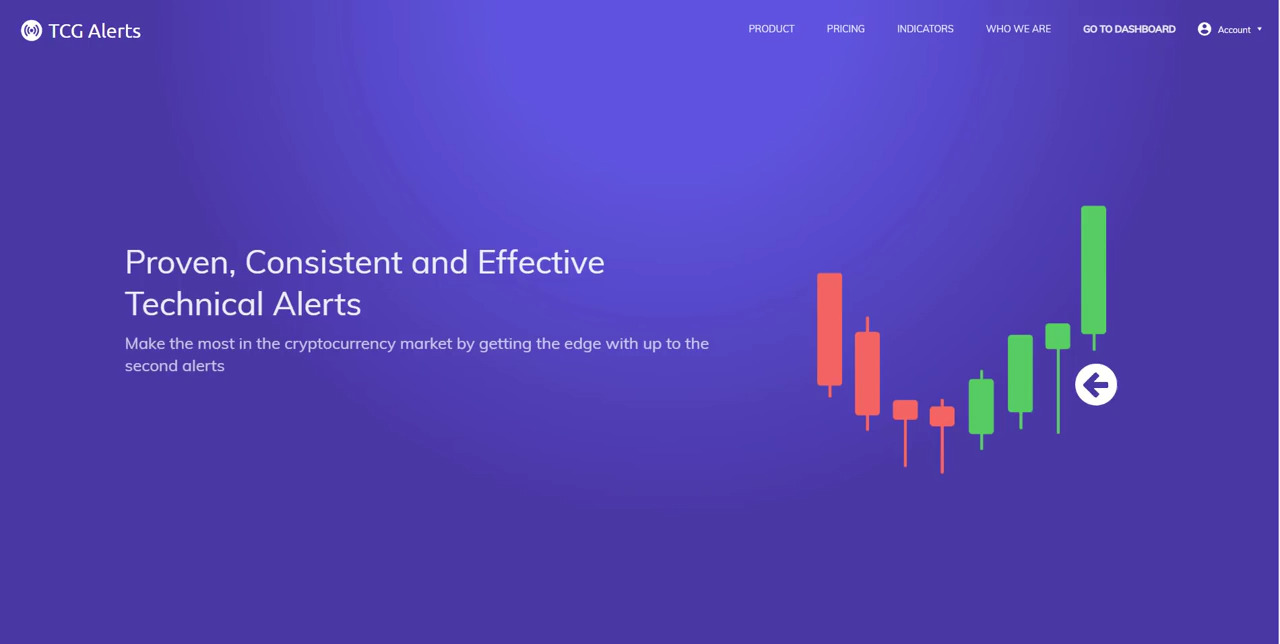 TCG Alerts
PRODUCT
PRICING
INDICATORS
WHO WE ARE
GO TO DASHBOARD
Account
Proven, Consistent and Effective
Technical Alerts
Make the most in the cryptocurrency market by getting the edge with up to the
second alerts